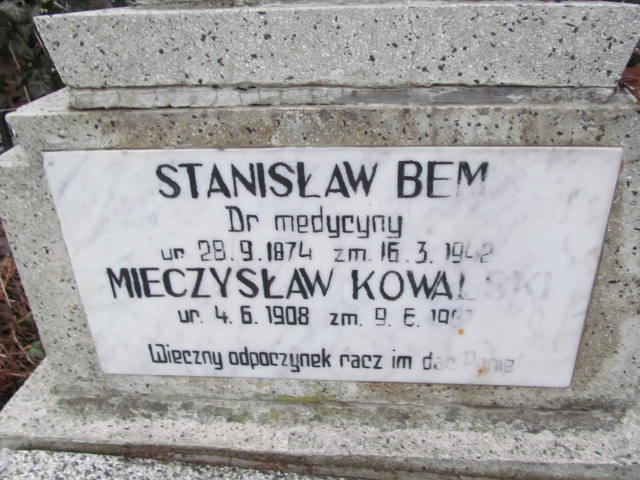 STANISŁAW BEM
Dr medycyny
ur 28.9.1874 zm. 16.3.1942
MIECZYSŁAW KOWALSKI
ur. 4.6.1908 zm. 9.6.
Wieczny odpoczynek racz im dać Panie